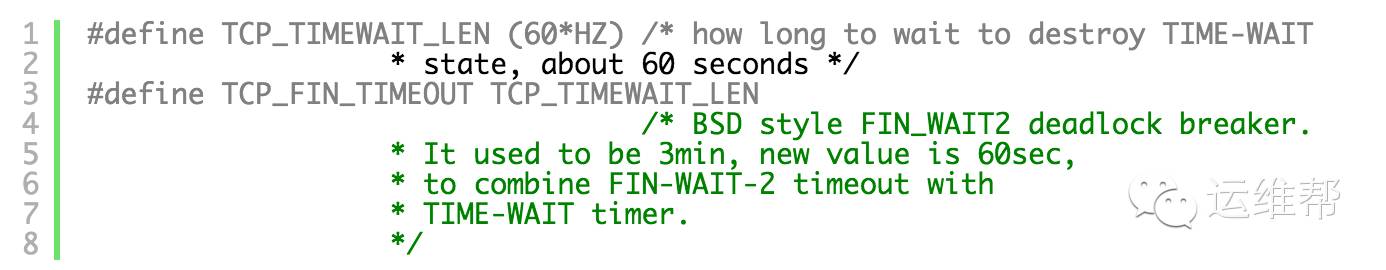 1 #define TCP_TIMEWAIT_LEN (60*HZ) /* how long to wait to destroy TIME-WAIT
2 * state, about 60 seconds */
3 #define TCP_FIN_TIMEOUT TCP_TIMEWAIT_LEN
4 /* BSD style FIN_WAIT2 deadlock breaker.
5 * It used to be 3min, new value is 60sec,
6 * to combine FIN-WAIT-2 timeout with
7 * TIME-WAIT timer.
8 */
运维帮